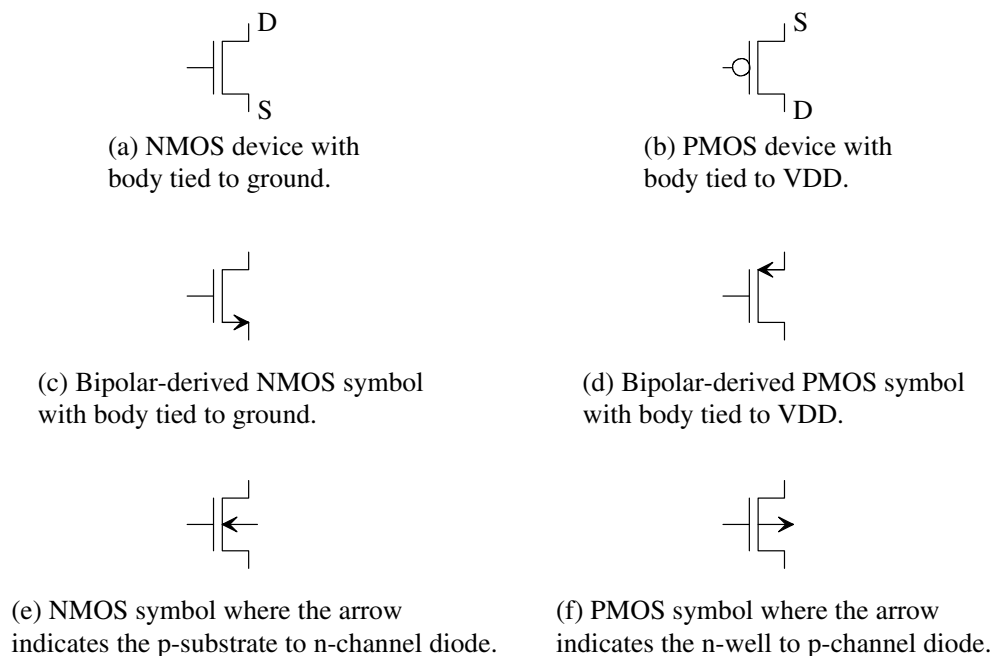 D
S
S
D
(a) NMOS device with
body tied to ground.
(b) PMOS device with
body tied to VDD.
(c) Bipolar-derived NMOS symbol
with body tied to ground.
(d) Bipolar-derived PMOS symbol
with body tied to VDD.
(e) NMOS symbol where the arrow
indicates the p-substrate to n-channel diode.
(f) PMOS symbol where the arrow
indicates the n-well to p-channel diode.